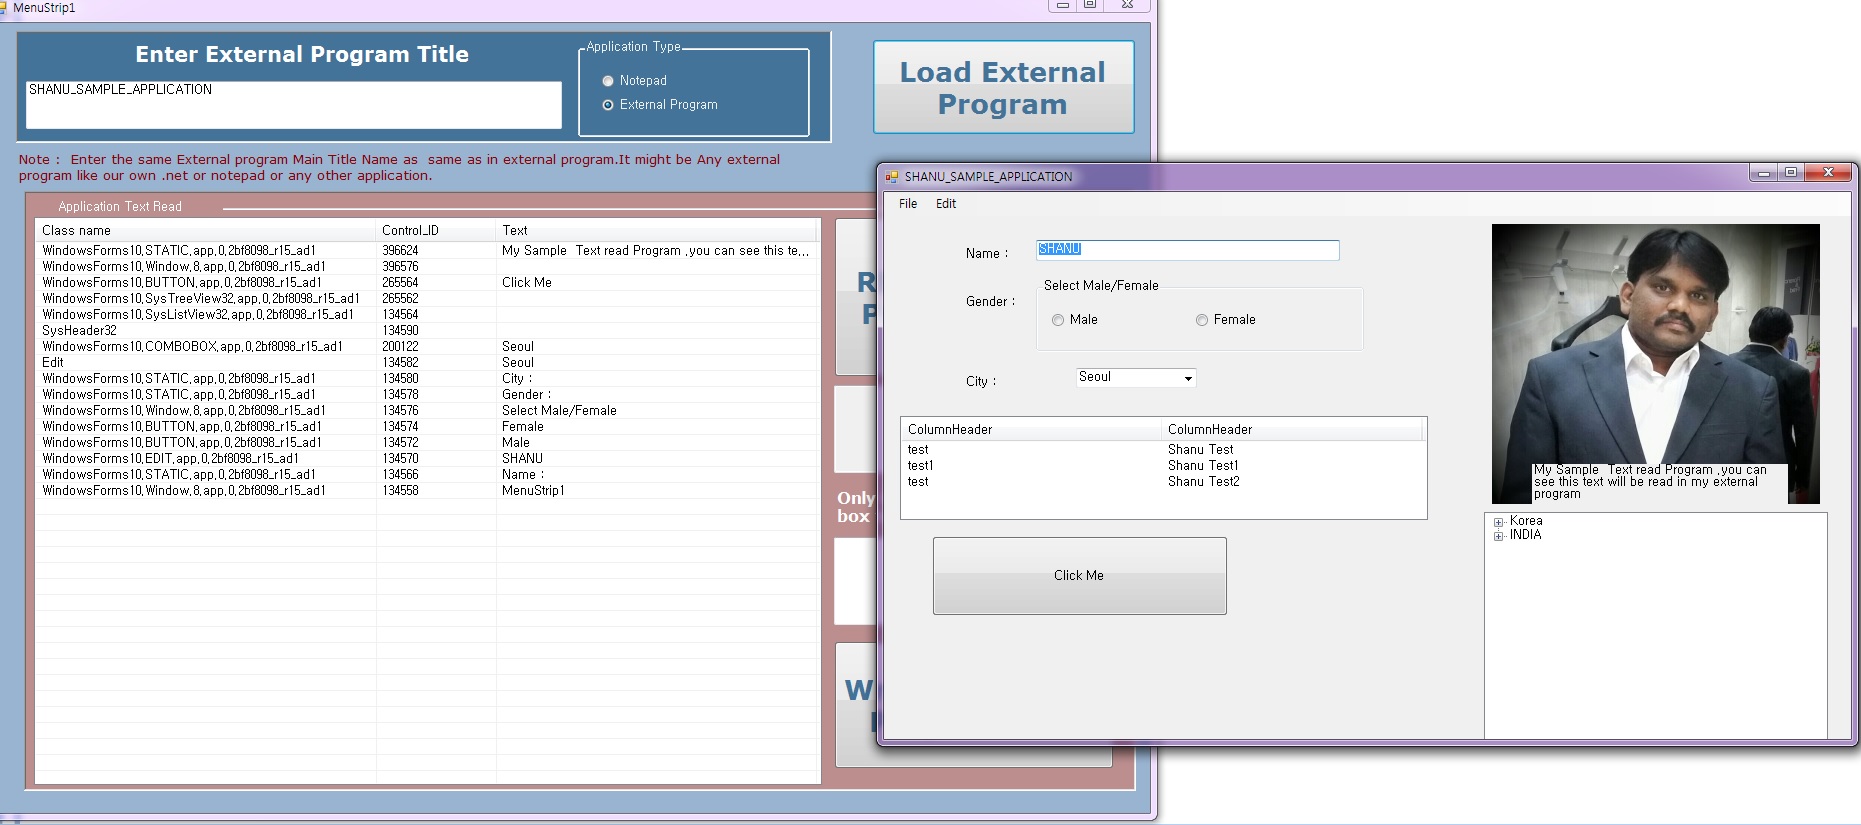 MenuStrip1
Enter External Program Title
SHANU_SAMPLE_APPLICATION
Application Type
Notepad
External Program
Load External
Program
Note :  Enter the same External program Main Title Name as  same as in external program.It might be Any external
program like our own .net or notepad or any other application.
Application Text Read
Class name Control_ID Text
WindowsForms10,STATIC,app,0,2bf8098_r15_ad1 396624 My Sample  Text read Program ,you can see this te,,,
WindowsForms10,Window,8,app,0,2bf8098_r15_ad1 396576
WindowsForms10,BUTTON,app,0,2bf8098_r15_ad1 265564 Click Me
WindowsForms10,SysTreeView32,app,0,2bf8098_r15_ad1 265562
WindowsForms10,SysListView32,app,0,2bf8098_r15_ad1 134564
SysHeader32 134590
WindowsForms10,COMBOBOX,app,0,2bf8098_r15_ad1 200122 Seoul
Edit 134582 Seoul
WindowsForms10,STATIC,app,0,2bf8098_r15_ad1 134580 City :
WindowsForms10,STATIC,app,0,2bf8098_r15_ad1 134578 Gender :
WindowsForms10,Window,8,app,0,2bf8098_r15_ad1 134576 Select Male/Female
WindowsForms10,BUTTON,app,0,2bf8098_r15_ad1 134574 Female
WindowsForms10,BUTTON,app,0,2bf8098_r15_ad1 134572 Male
WindowsForms10,EDIT,app,0,2bf8098_r15_ad1 134570 SHANU
WindowsForms10,STATIC,app,0,2bf8098_r15_ad1 134566 Name :
WindowsForms10,Window,8,app,0,2bf8098_r15_ad1 134558 MenuStrip1
Only
box
SHANU_SAMPLE_APPLICATION
File Edit
Name : SHANU
Gender : Select Male/Female
Male Female
City : Seoul
ColumnHeader ColumnHeader
test Shanu Test
test1 Shanu Test1
test Shanu Test2
Click Me
My Sample  Text read Program ,you can
see this text will be read in my external
program
Korea
INDIA